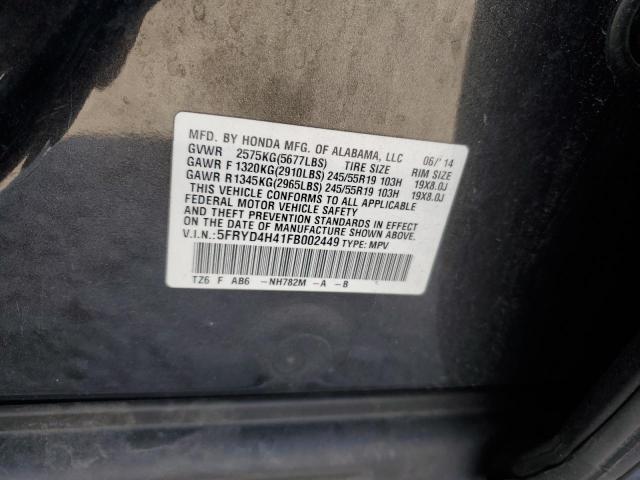 MFD. BY HONDA MFG. OF ALABAMA, LLC 06/'14
GVWR 2575KG(5677LBS) TIRE SIZE RIM SIZE
GAWR F 1320KG(2910LBS) 245/55R19 103H 19X8.0J
GAWR R1345KG(2965LBS) 245/55R19 103H 19X8.0J
THIS VEHICLE CONFORMS TO ALL APPLICABLE
FEDERAL MOTOR VEHICLE SAFETY
AND THEFT PREVENTION STANDARDS IN EFFECT
ON THE DATE OF MANUFACTURE SHOWN ABOVE.
V.I.N.:5FRYD4H41FB002449 TYPE: MPV
TZ6 F AB6 -NH782M -A -B